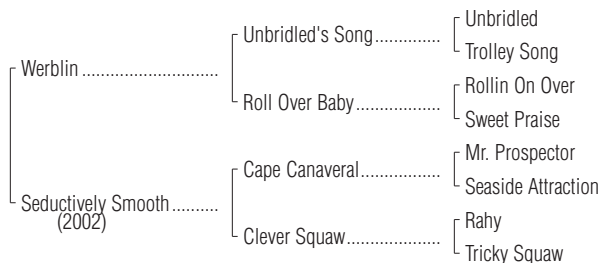 Unbridled
Unbridled's Song...............
Trolley Song
Werblin .............................
Rollin On Over
Roll Over Baby..................
Sweet Praise
Mr. Prospector
Cape Canaveral.................
Seaside Attraction
Seductively Smooth..........
(2002)
Rahy
Clever Squaw....................
Tricky Squaw